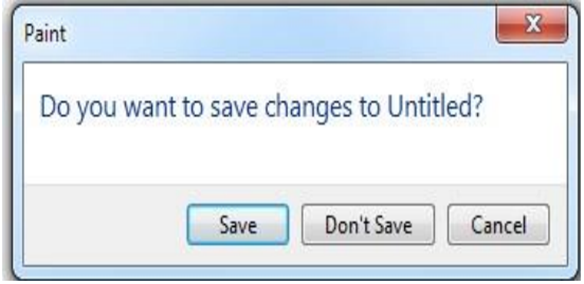 Paint
Do you want to save changes to Untitled?
Save Don't Save Cancel